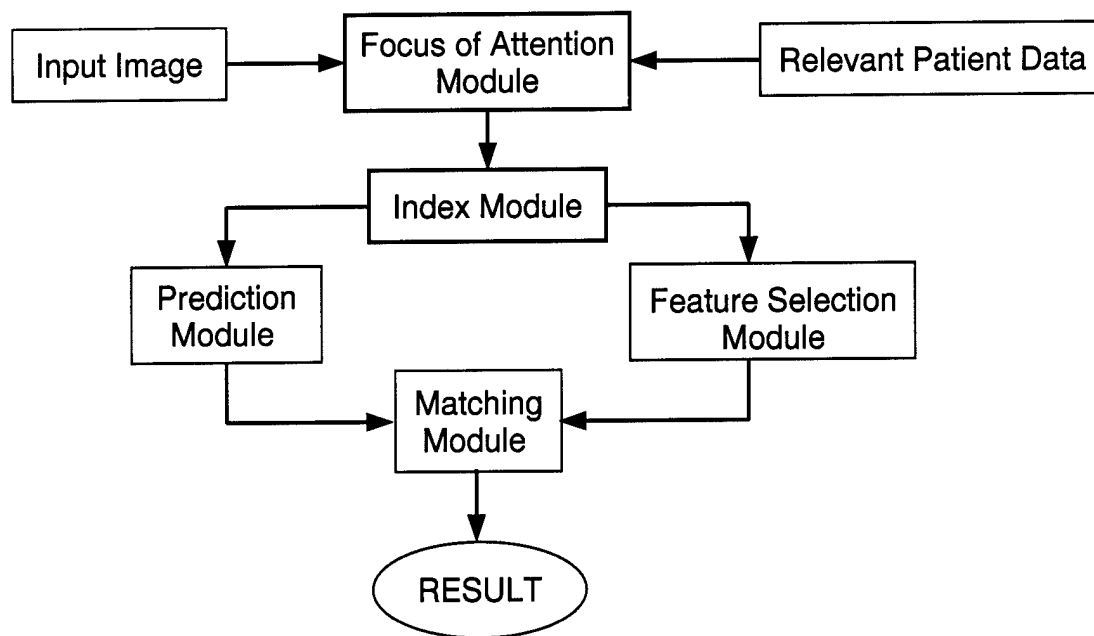 Input Image
Focus of Attention
Module
Relevant Patient Data
Index Module
Prediction
Module
Feature Selection
Module
Matching
Module
RESULT